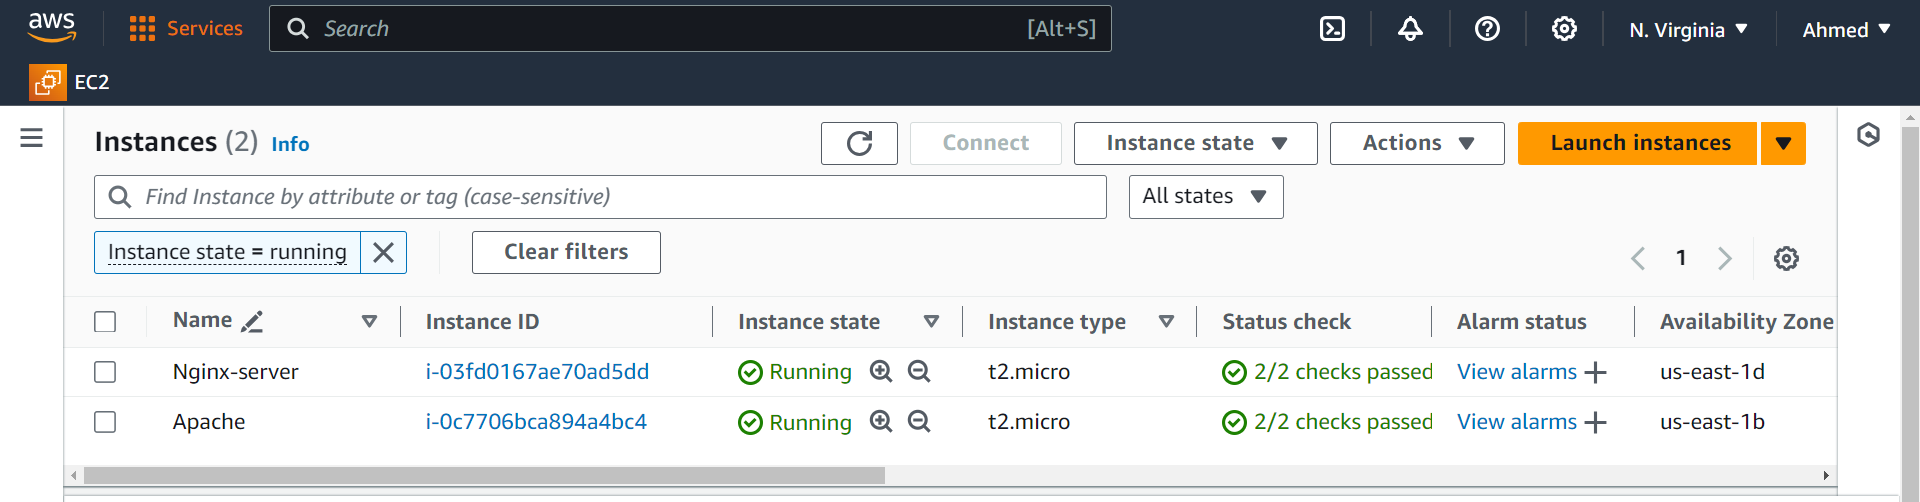 aws
Services
Search [Alt+S]
N. Virginia
Ahmed
EC2
Instances (2) Info
Connect
Instance state
Actions
Launch instances
Find Instance by attribute or tag (case-sensitive)
All states
Instance state = running
Clear filters
1
Name Instance ID Instance state Instance type Status check Alarm status Availability Zone
Nginx-server i-03fd0167ae70ad5dd Running t2.micro 2/2 checks passed View alarms + us-east-1d
Apache i-0c7706bca894a4bc4 Running t2.micro 2/2 checks passed View alarms + us-east-1b